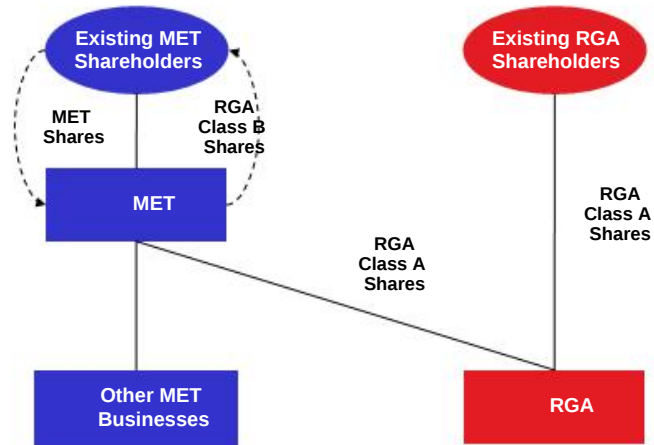 Existing MET
Shareholders
Existing RGA
Shareholders
MET
Shares
RGA
Class B
Shares
MET
RGA
Class A
Shares
RGA
Class A
Shares
Other MET
Businesses
RGA